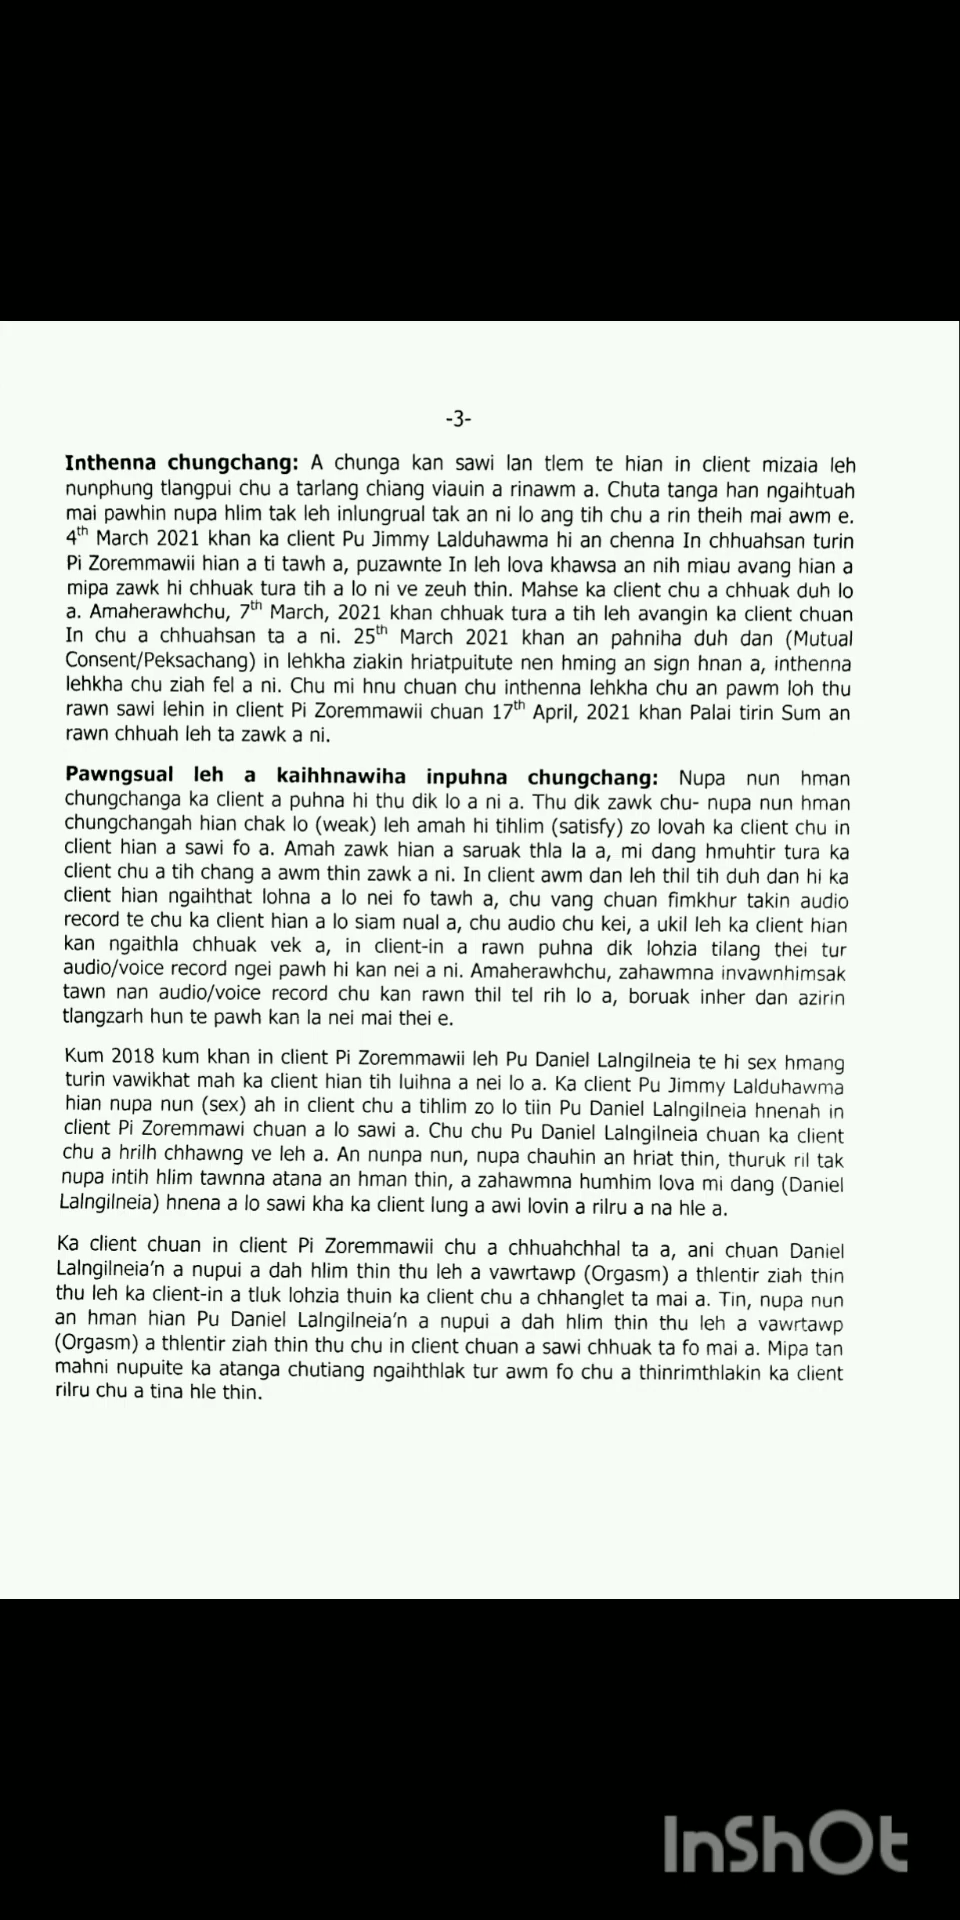 -3-
Inthenna chungchang: A chunga kan sawi lan tlem te hian in client mizaia leh
nunphung tlangpui chu a tarlang chiang viauin a rinawm a. Chuta tanga han ngaihtuah
mai pawhin nupa hlim tak leh inlungrual tak an ni lo ang tih chu a rin theih mai awm e.
4th March 2021 khan ka client Pu Jimmy Lalduhawma hi an chenna In chhuahsan turin
Pi Zoremmawii hian a ti tawh a, puzawnte In leh lova khawsa an nih miau avang hian a
mipa zawk hi chhuak tura tih a lo ni ve zeuh thin. Mahse ka client chu a chhuak duh lo
a. Amaherawhchu, 7th March, 2021 khan chhuak tura a tih leh avangin ka client chuan
In chu a chhuahsan ta a ni. 25th March 2021 khan an pahniha duh dan (Mutual
Consent/Peksachang) in lehkha ziakin hriatpuitute nen hming an sign hnan a, inthenna
lehkha chu ziah fel a ni. Chu mi hnu chuan chu inthenna lehkha chu an pawm loh thu
rawn sawi lehin in client Pi Zoremmawii chuan 17th April, 2021 khan Palai tirin Sum an
rawn chhuah leh ta zawk a ni.
Pawngsual leh a kaihhnawiha inpuhna chungchang: Nupa nun hman
chungchanga ka client a puhna hi thu dik lo a ni a. Thu dik zawk chu- nupa nun hman
chungchangah hian chak lo (weak) leh amah hi tihlim (satisfy) zo lovah ka client chu in
client hian a sawi fo a. Amah zawk hian a saruak thla la a, mi dang hmuhtir tura ka
client chu a tih chang a awm thin zawk a ni. In client awm dan leh thil tih duh dan hi ka
client hian ngaihthat lohna a lo nei fo tawh a, chu vang chuan fimkhur takin audio
record te chu ka client hian a lo siam nual a, chu audio chu kei, a ukil leh ka client hian
kan ngaithla chhuak vek a, in client-in a rawn puhna dik lohzia tilang thei tur
audio/voice record ngei pawh hi kan nei a ni. Amaherawhchu, zahawmna invawnhimsak
tawn nan audio/voice record chu kan rawn thil tel rih lo a, boruak inher dan azirin
tlangzarh hun te pawh kan la nei mai thei e.
Kum 2018 kum khan in client Pi Zoremmawii leh Pu Daniel Lalngilneia te hi sex hmang
turin vawikhat mah ka client hian tih luihna a nei lo a. Ka client Pu Jimmy Lalduhawma
hian nupa nun (sex) ah in client chu a tihlim zo lo tiin Pu Daniel Lalngilneia hnenah in
client Pi Zoremmawi chuan a lo sawi a. Chu chu Pu Daniel Lalngilneia chuan ka client
chu a hrilh chhawng ve leh a. An nunpa nun, nupa chauhin an hriat thin, thuruk ril tak
nupa intih hlim tawnna atana an hman thin, a zahawmna humhim lova mi dang (Daniel
Lalngilneia) hnena a lo sawi kha ka client lung a awi lovin a rilru a na hle a.
Ka client chuan in client Pi Zoremmawii chu a chhuahchhal ta a, ani chuan Daniel
Lalngilneia'n a nupui a dah hlim thin thu leh a vawrtawp (Orgasm) a thlentir ziah thin
thu leh ka client-in a tluk lohzia thuin ka client chu a chhanglet ta mai a. Tin, nupa nun
an hman hian Pu Daniel Lalngilneia'n a nupui a dah hlim thin thu leh a vawrtawp
(Orgasm) a thlentir ziah thin thu chu in client chuan a sawi chhuak ta fo mai a. Mipa tan
mahni nupuite ka atanga chutiang ngaihthlak tur awm fo chu a thinrimthlakin ka client
rilru chu a tina hle thin.
InShOt